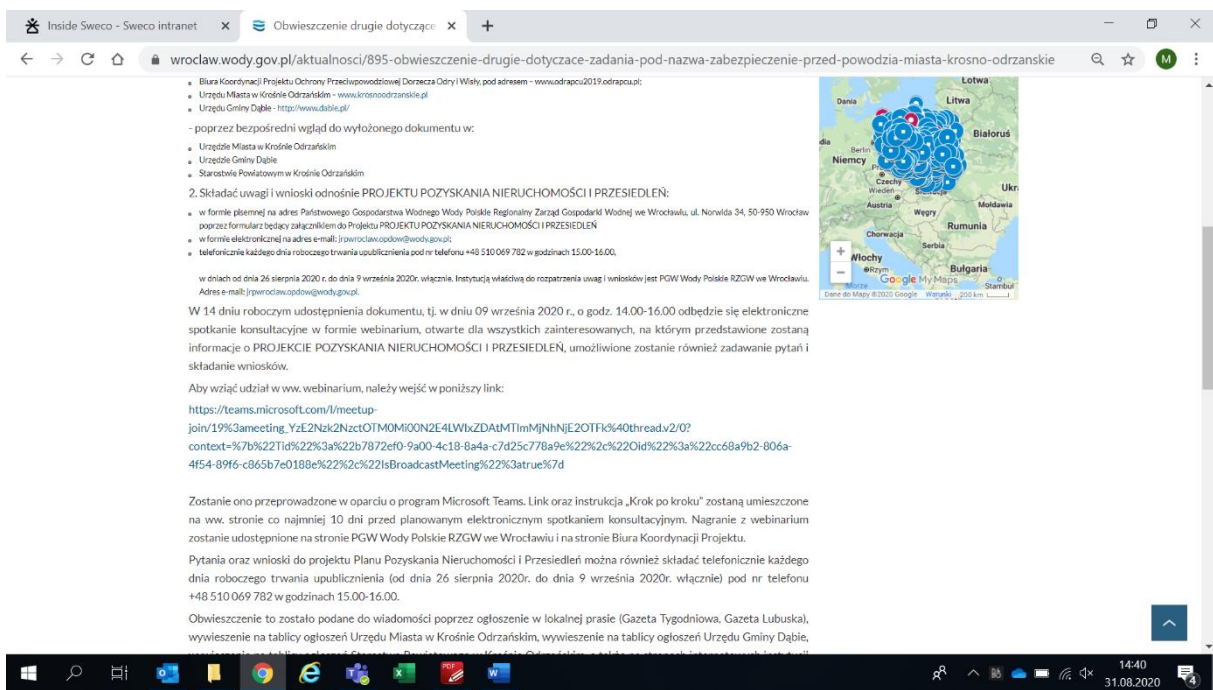 Inside Sweco - Sweco intranet
Obwieszczenie drugie dotyczące
wroclaw.wody.gov.pl/aktualnosci/895-obwieszczenie-drugie-dotyczace-zadania-pod-nazwa-zabezpieczenie-przed-powodzia-miasta-krosno-odrzanskie
M
Biura Koordynacji Projektu Ochrony Przeciwpowodziowej Dorzecza Odry i Wisły, pod adresem – www.odrapcu2019.odrapcu.pl;
Urzędu Miasta w Krośnie Odrzańskim – www.krosnoodrzanskie.pl
Urzędu Gminy Dąbie - http://www.dabie.pl/
- poprzez bezpośredni wgląd do wyłożonego dokumentu w:
Urzędzie Miasta w Krośnie Odrzańskim
Urzędzie Gminy Dąbie
Starostwie Powiatowym w Krośnie Odrzańskim
2. Składać uwagi i wnioski odnośnie PROJEKTU POZYSKANIA NIERUCHOMOŚCI I PRZESIEDLEŃ:
w formie pisemnej na adres Państwowego Gospodarstwa Wodnego Wody Polskie Regionalny Zarząd Gospodarki Wodnej we Wrocławiu, ul. Norwida 34, 50-950 Wrocław
poprzez formularz będący załącznikiem do Projektu PROJEKTU POZYSKANIA NIERUCHOMOŚCI I PRZESIEDLEŃ
w formie elektronicznej na adres e-mail: jrpwroclaw.opdow@wody.gov.pl;
telefonicznie każdego dnia roboczego trwania upublicznienia pod nr telefonu +48 510 069 782 w godzinach 15.00-16.00,
w dniach od dnia 26 sierpnia 2020 r. do dnia 9 września 2020r. włącznie. Instytucją właściwą do rozpatrzenia uwag i wniosków jest PGW Wody Polskie RZGW we Wrocławiu.
Adres e-mail: jrpwroclaw.opdow@wody.gov.pl.
W 14 dniu roboczym udostępnienia dokumentu, tj. w dniu 09 września 2020 r., o godz. 14.00-16.00 odbędzie się elektroniczne
spotkanie konsultacyjne w formie webinarium, otwarte dla wszystkich zainteresowanych, na którym przedstawione zostaną
informacje o PROJEKCIE POZYSKANIA NIERUCHOMOŚCI I PRZESIEDLEŃ, umożliwione zostanie również zadawanie pytań i
składanie wniosków.
Aby wziąć udział w ww. webinarium, należy wejść w poniższy link:
https://teams.microsoft.com/l/meetup-
join/19%3ameeting_YzE2Nzk2NzctOTM0Mi00N2E4LWIxZDAtMTlmMjNhNjE2OTFk%40thread.v2/0?
context=%7b%22Tid%22%3a%22b7872ef0-9a00-4c18-8a4a-c7d25c778a9e%22%2c%22Oid%22%3a%22cc68a9b2-806a-
4f54-89f6-c865b7e0188e%22%2c%22IsBroadcastMeeting%22%3atrue%7d
Zostanie ono przeprowadzone w oparciu o program Microsoft Teams. Link oraz instrukcja „Krok po kroku” zostaną umieszczone
na ww. stronie co najmniej 10 dni przed planowanym elektronicznym spotkaniem konsultacyjnym. Nagranie z webinarium
zostanie udostępnione na stronie PGW Wody Polskie RZGW we Wrocławiu i na stronie Biura Koordynacji Projektu.
Pytania oraz wnioski do projektu Planu Pozyskania Nieruchomości i Przesiedleń można również składać telefonicznie każdego
dnia roboczego trwania upublicznienia (od dnia 26 sierpnia 2020r. do dnia 9 września 2020r. włącznie) pod nr telefonu
+48 510 069 782 w godzinach 15.00-16.00.
Obwieszczenie to zostało podane do wiadomości poprzez ogłoszenie w lokalnej prasie (Gazeta Tygodniowa, Gazeta Lubuska),
wywieszenie na tablicy ogłoszeń Urzędu Miasta w Krośnie Odrzańskim, wywieszenie na tablicy ogłoszeń Urzędu Gminy Dąbie,
Łotwa
Dania
Litwa
Białoruś
Berlin
Niemcy
Czechy
Wiedeń
Ukr
Austria
Węgry
Mołdawia
Rumunia
Chorwacja
Serbia
Włochy
Rzym
Bułgaria
Google My Maps
Morze
Stambuł
Dane do Mapy ©2020 Google Warunki 200 km
PDF
14:40
31.08.2020
4